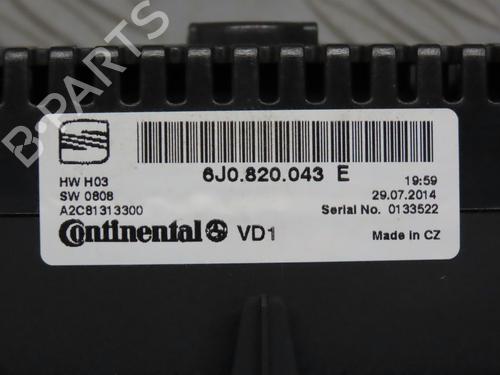 B-PARTS
6J0.820.043 E
HW H03
SW 0808
A2C81313300
19:59
29.07.2014
Serial No. 0133522
Continental VD1
Made in CZ